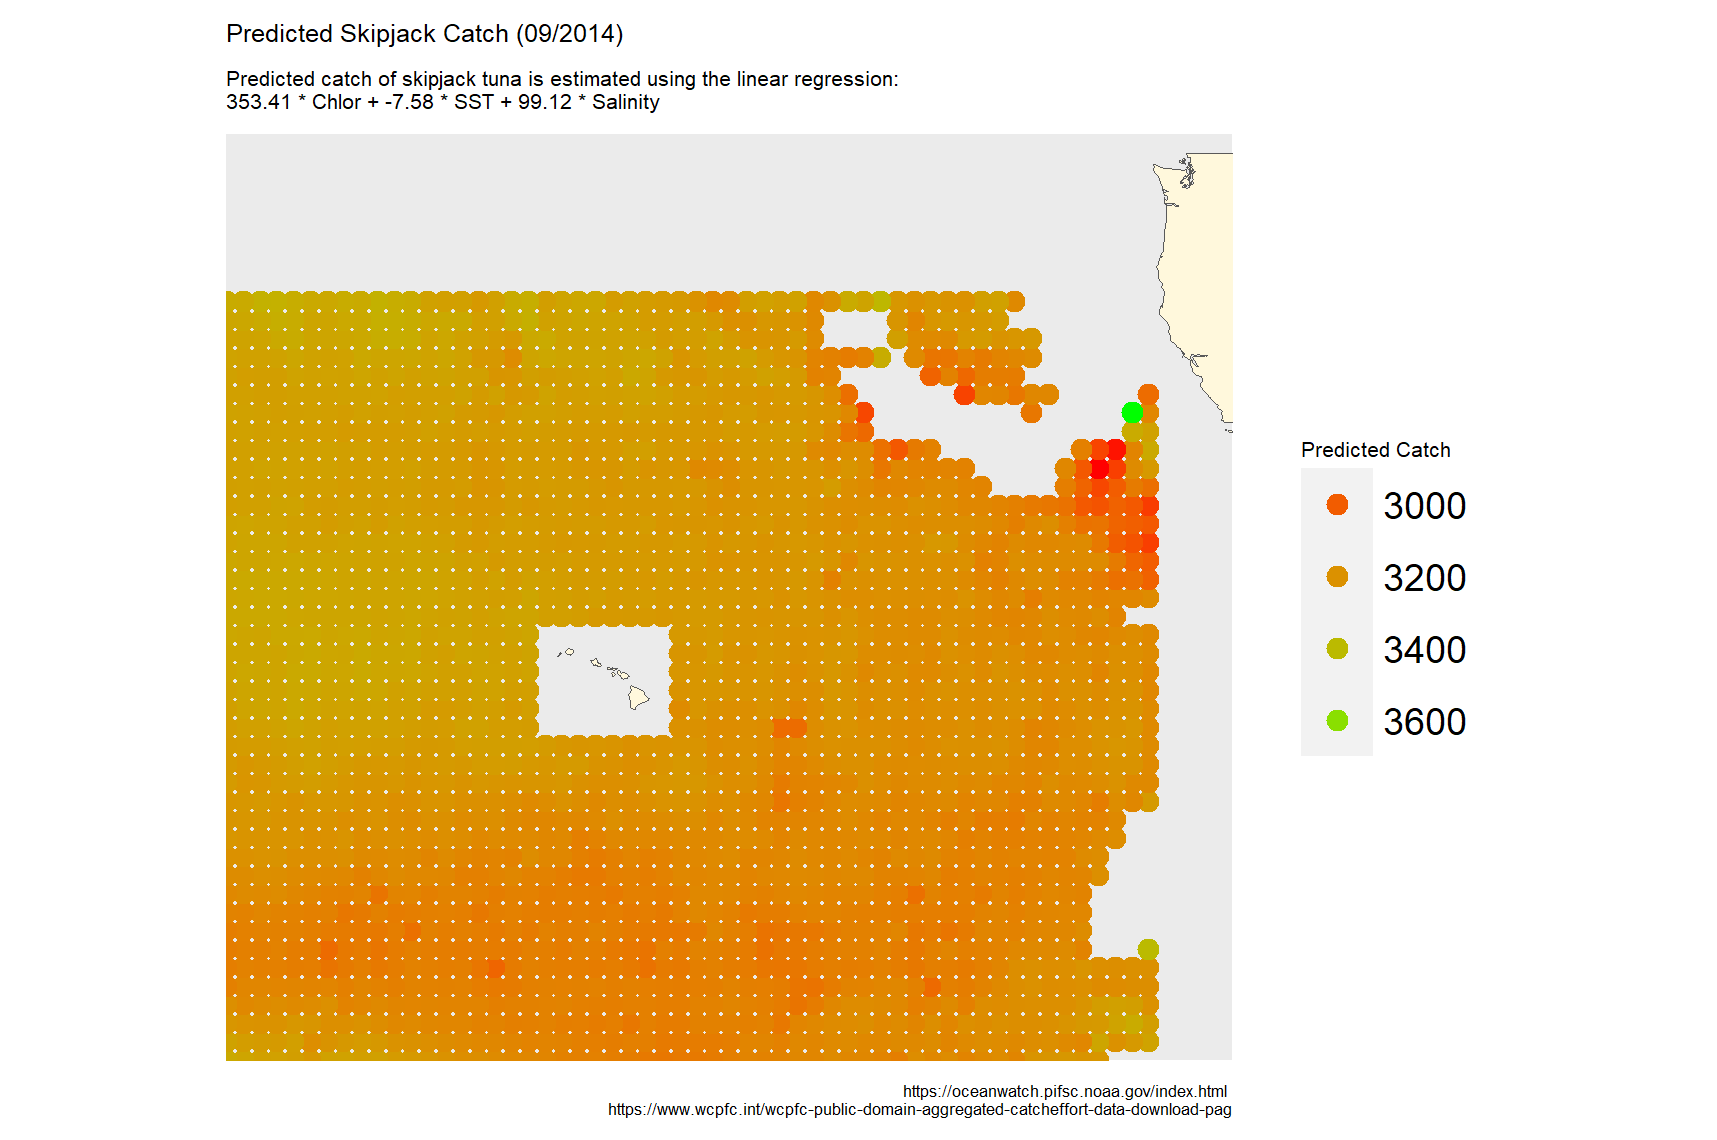 Predicted Skipjack Catch (09/2014)
Predicted catch of skipjack tuna is estimated using the linear regression:
353.41 * Chlor + -7.58 * SST + 99.12 * Salinity
Predicted Catch
3000
3200
3400
3600
https://oceanwatch.pifsc.noaa.gov/index.html
https://www.wcpfc.int/wcpfc-public-domain-aggregated-catcheffort-data-download-pag